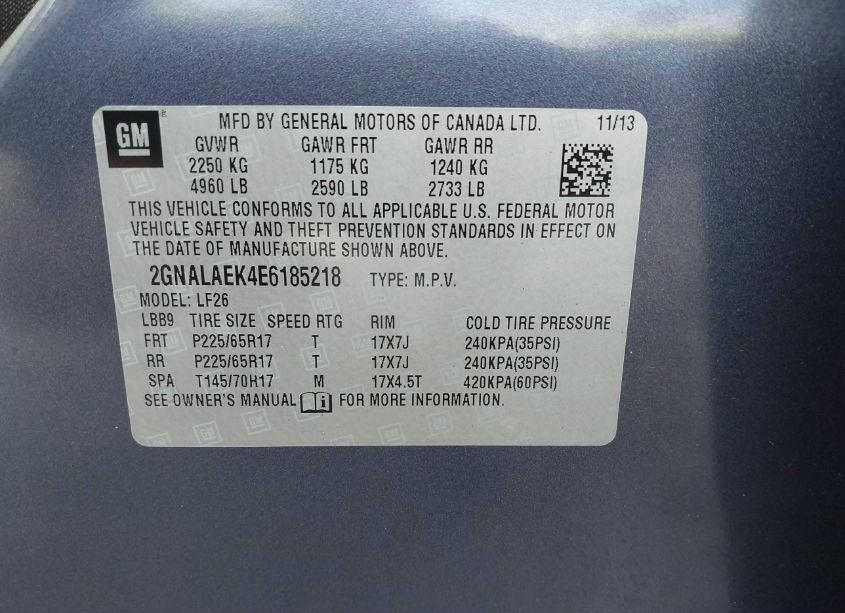 GM
MFD BY GENERAL MOTORS OF CANADA LTD. 11/13
GVWR GAWR FRT GAWR RR
2250 KG 1175 KG 1240 KG
4960 LB 2590 LB 2733 LB
THIS VEHICLE CONFORMS TO ALL APPLICABLE U.S. FEDERAL MOTOR
VEHICLE SAFETY AND THEFT PREVENTION STANDARDS IN EFFECT ON
THE DATE OF MANUFACTURE SHOWN ABOVE.
2GNALAEK4E6185218 TYPE: M.P.V.
MODEL: LF26
LBB9 TIRE SIZE SPEED RTG RIM COLD TIRE PRESSURE
FRT P225/65R17 T 17X7J 240KPA(35PSI)
RR P225/65R17 T 17X7J 240KPA(35PSI)
SPA T145/70H17 M 17X4.5T 420KPA(60PSI)
SEE OWNER'S MANUAL i FOR MORE INFORMATION.